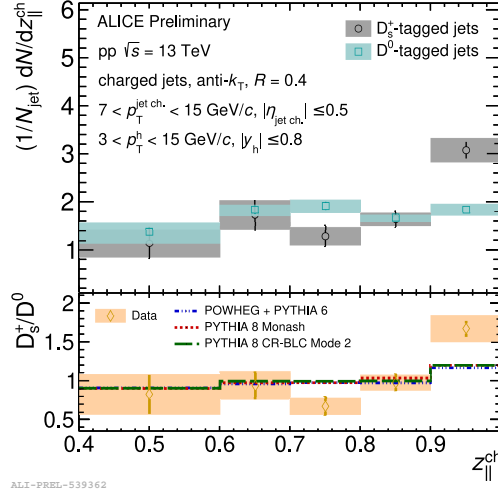 ALICE Preliminary
pp √s = 13 TeV
charged jets, anti-k_T, R = 0.4
7 < p_T^{jet ch.} < 15 GeV/c, |η_{jet ch.}| ≤0.5
3 < p_T^h < 15 GeV/c, |y_h| ≤0.8
D_s^+-tagged jets
D^0-tagged jets
(1/N_jet) dN/dz_∥^ch
6
5
4
3
2
1
D_s^+/D^0
Data
POWHEG + PYTHIA 6
PYTHIA 8 Monash
PYTHIA 8 CR-BLC Mode 2
2
1.5
1
0.5
0.4 0.5 0.6 0.7 0.8 0.9 1.0
z_∥^ch
ALI-PREL-539362